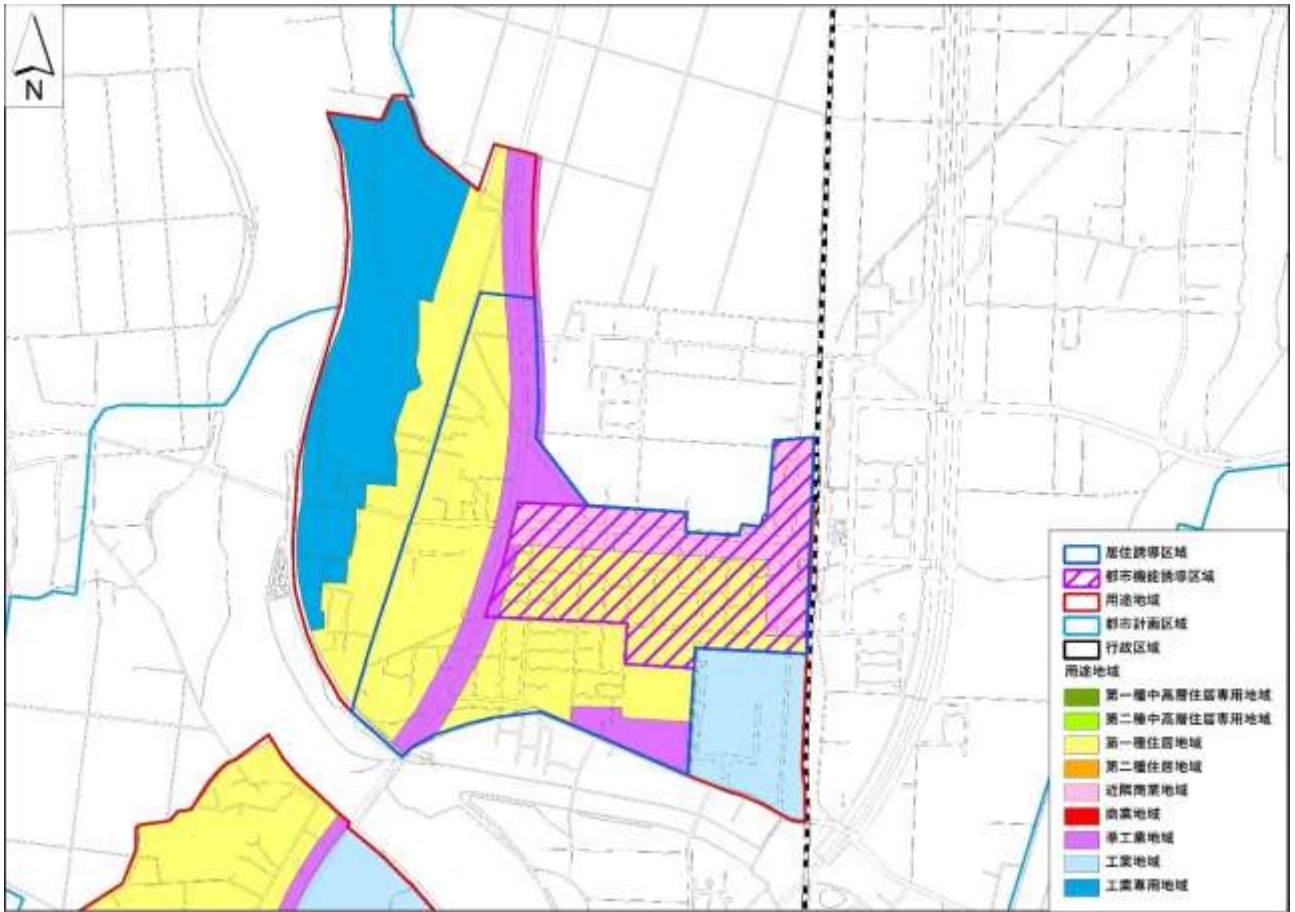 N
居住誘導区域
都市機能誘導区域
用途地域
都市計画区域
行政区域
用途地域
第一種中高層住居専用地域
第二種中高層住居専用地域
第一種住居地域
第二種住居地域
近隣商業地域
商業地域
準工業地域
工業地域
工業専用地域